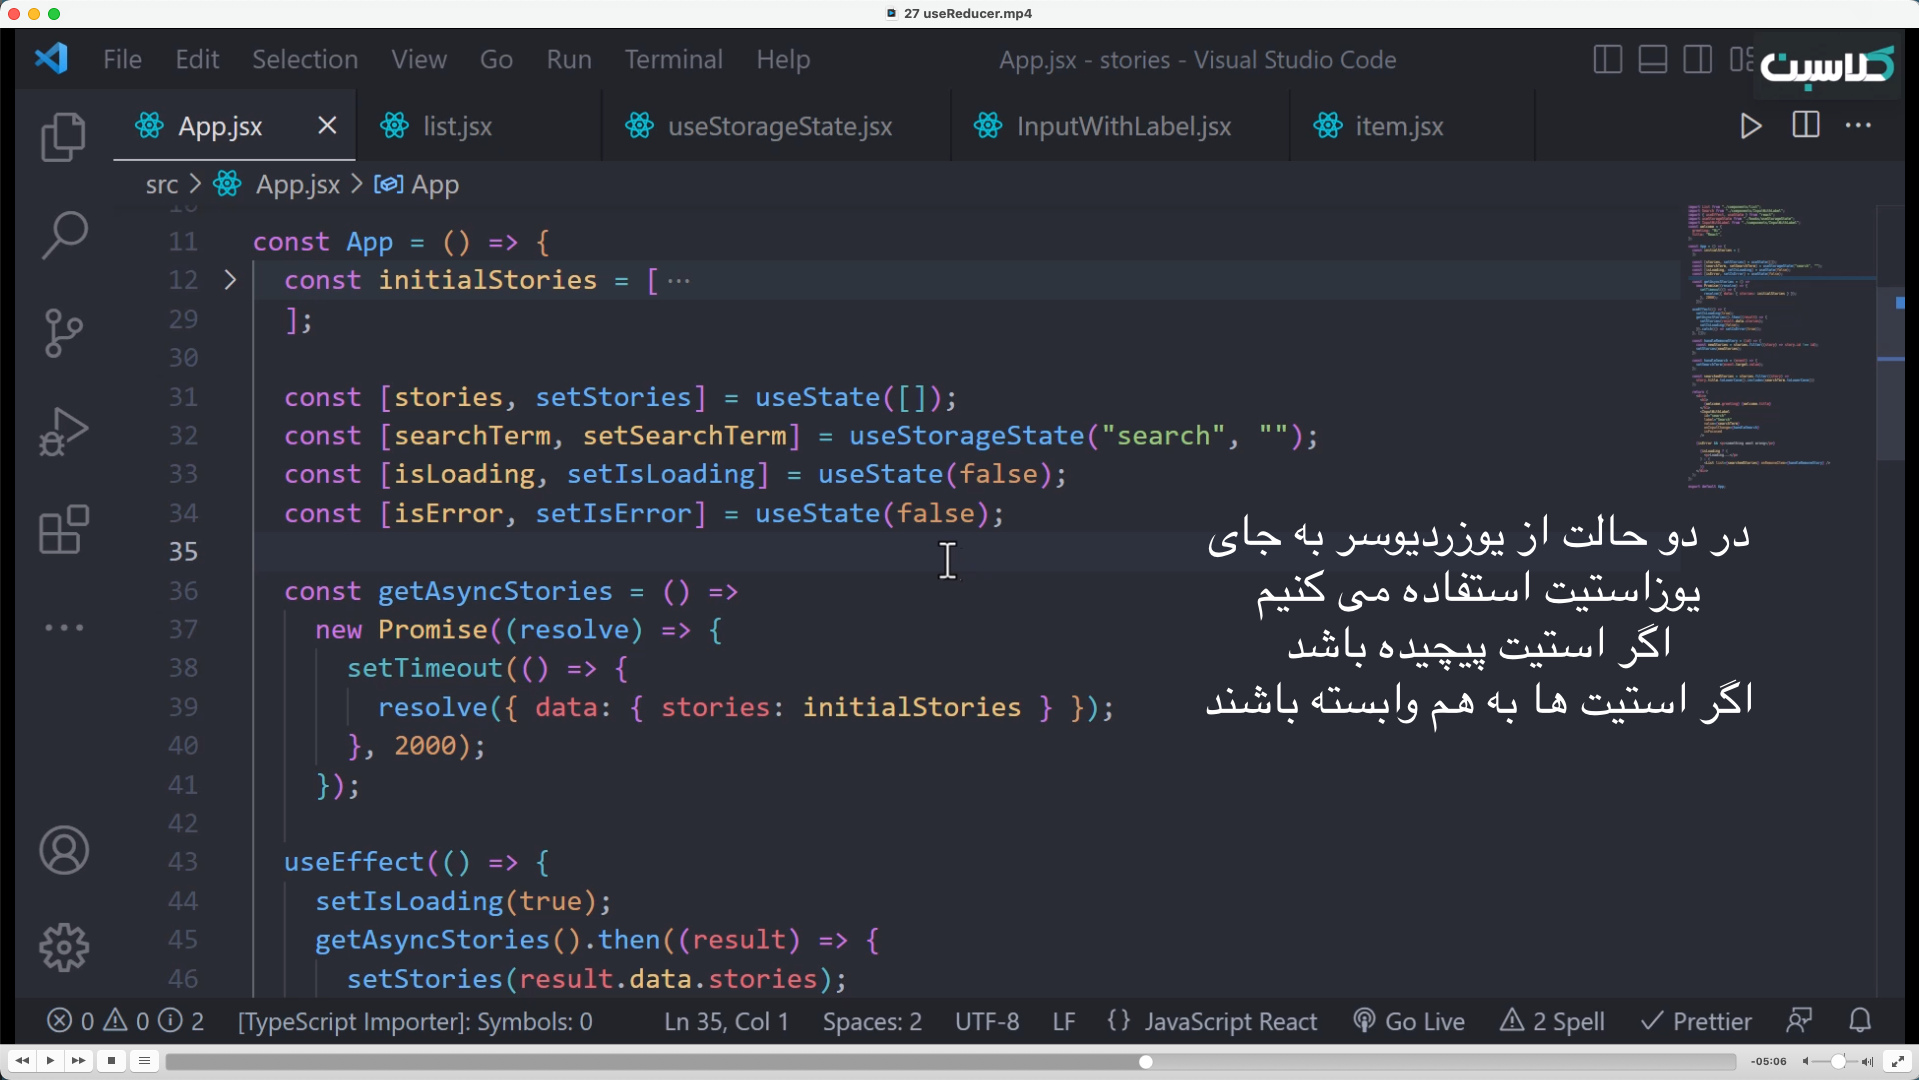 27 useReducer.mp4
File Edit Selection View Go Run Terminal Help App.jsx - stories - Visual Studio Code
کلاسبن
App.jsx list.jsx useStorageState.jsx InputWithLabel.jsx item.jsx
src > App.jsx > App
11 const App = () => {
12 const initialStories = [ ···
29 ];
30
31 const [stories, setStories] = useState([]);
32 const [searchTerm, setSearchTerm] = useStorageState("search", "");
33 const [isLoading, setIsLoading] = useState(false);
34 const [isError, setIsError] = useState(false);
35
36 const getAsyncStories = () =>
37 new Promise((resolve) => {
38 setTimeout(() => {
39 resolve({ data: { stories: initialStories } });
40 }, 2000);
41 });
42
43 useEffect(() => {
44 setIsLoading(true);
45 getAsyncStories().then((result) => {
46 setStories(result.data.stories);
در دو حالت از یوزردیوسر به جای
یوزاستیت استفاده می کنیم
اگر استیت پیچیده باشد
اگر استیت ها به هم وابسته باشند
0 0 2 [TypeScript Importer]: Symbols: 0 Ln 35, Col 1 Spaces: 2 UTF-8 LF {} JavaScript React Go Live 2 Spell Prettier
-05:06